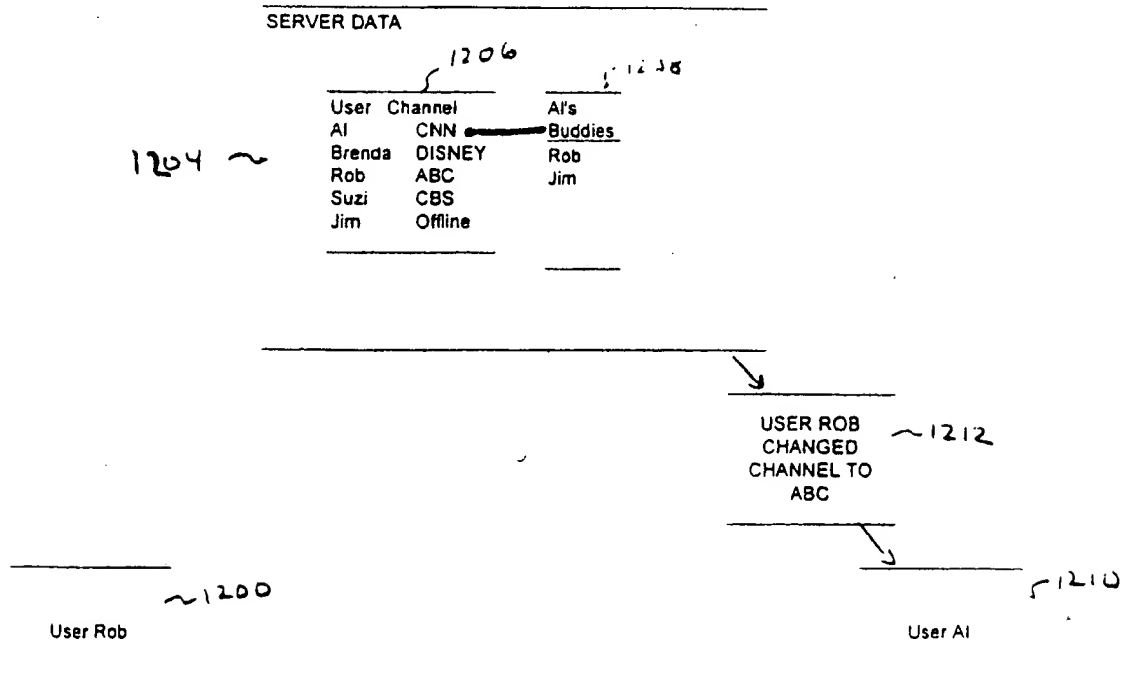 SERVER DATA
1206
User Channel
Al CNN
Brenda DISNEY
Rob ABC
Suzi CBS
Jim Offline
Al's
Buddies
Rob
Jim
1204
USER ROB
CHANGED
CHANNEL TO
ABC
1212
1200
User Rob
1210
User Al